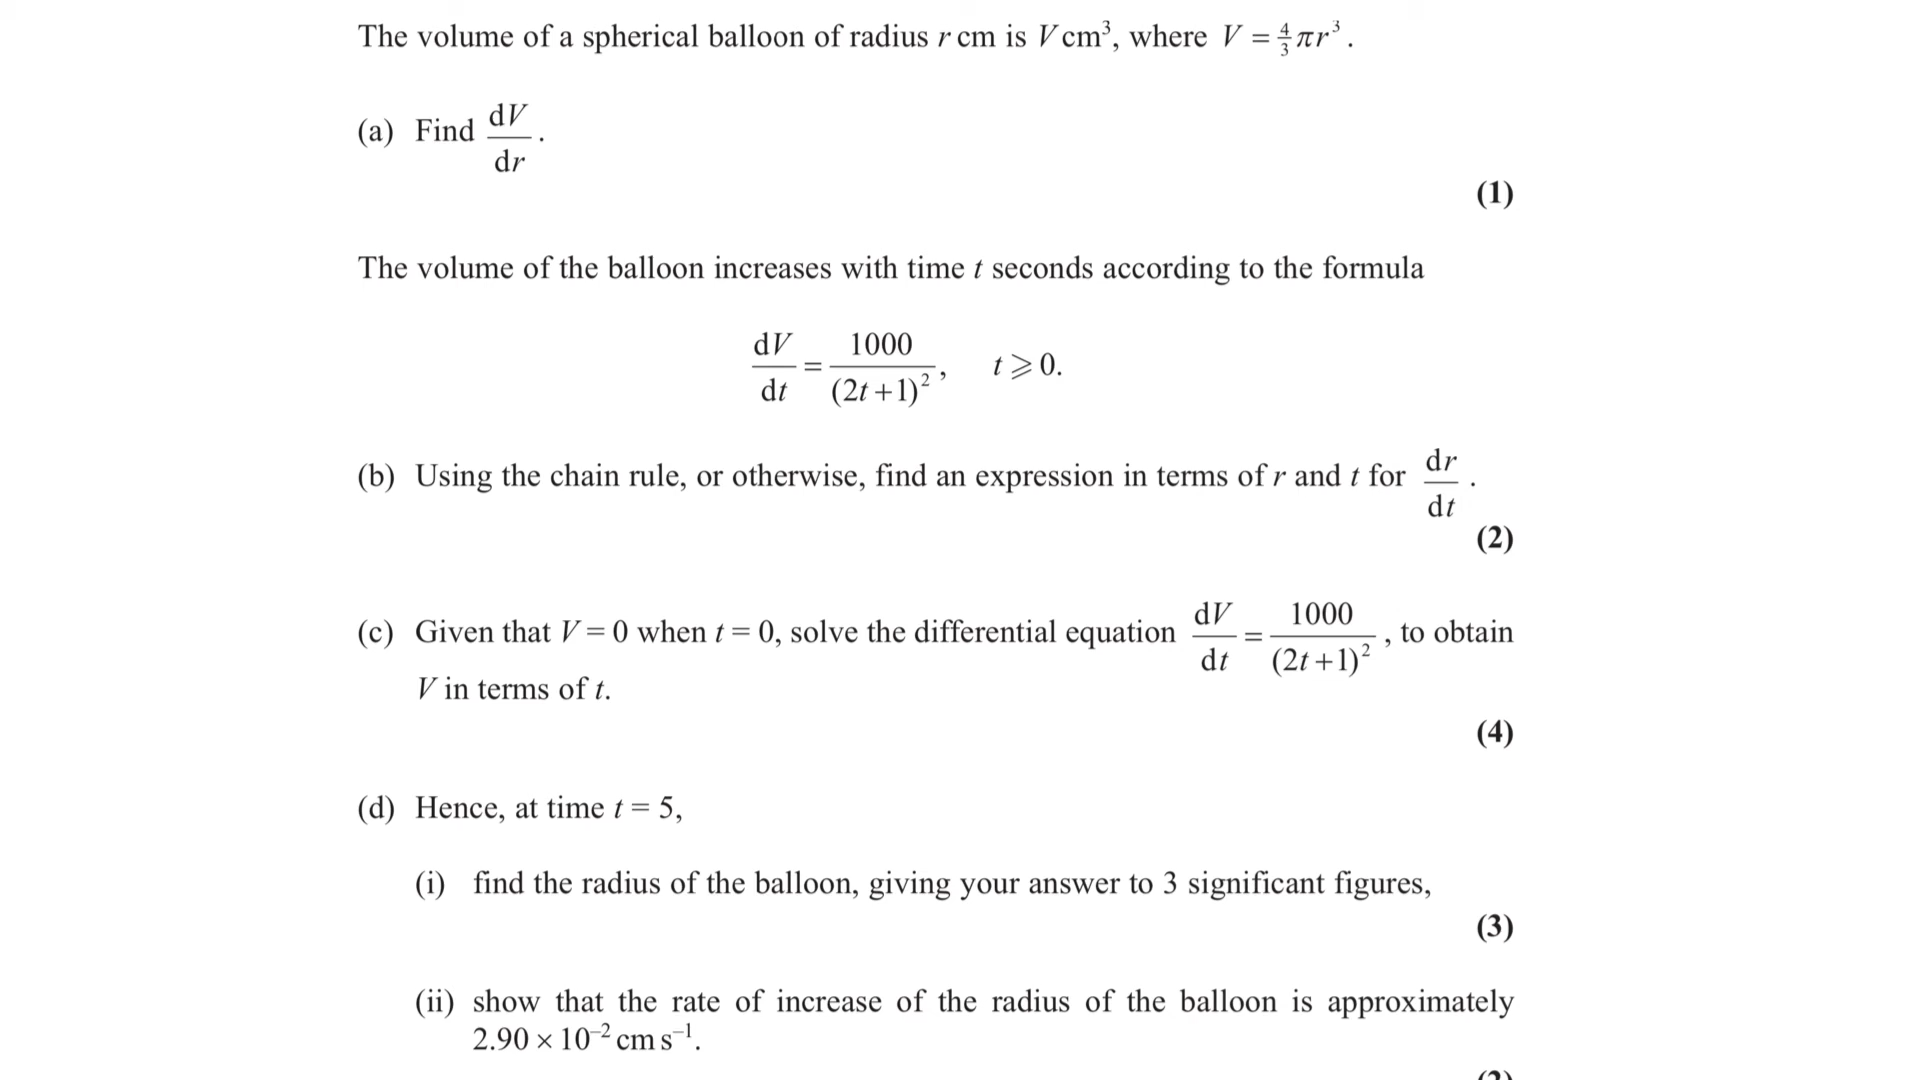 The volume of a spherical balloon of radius r cm is V cm³, where V = 4/3 πr³.
(a) Find dV/dr.
(1)
The volume of the balloon increases with time t seconds according to the formula
dV/dt = 1000/(2t+1)², t ⩾ 0.
(b) Using the chain rule, or otherwise, find an expression in terms of r and t for dr/dt.
(2)
(c) Given that V = 0 when t = 0, solve the differential equation dV/dt = 1000/(2t+1)², to obtain
V in terms of t.
(4)
(d) Hence, at time t = 5,
(i) find the radius of the balloon, giving your answer to 3 significant figures,
(3)
(ii) show that the rate of increase of the radius of the balloon is approximately
2.90 × 10⁻² cm s⁻¹.